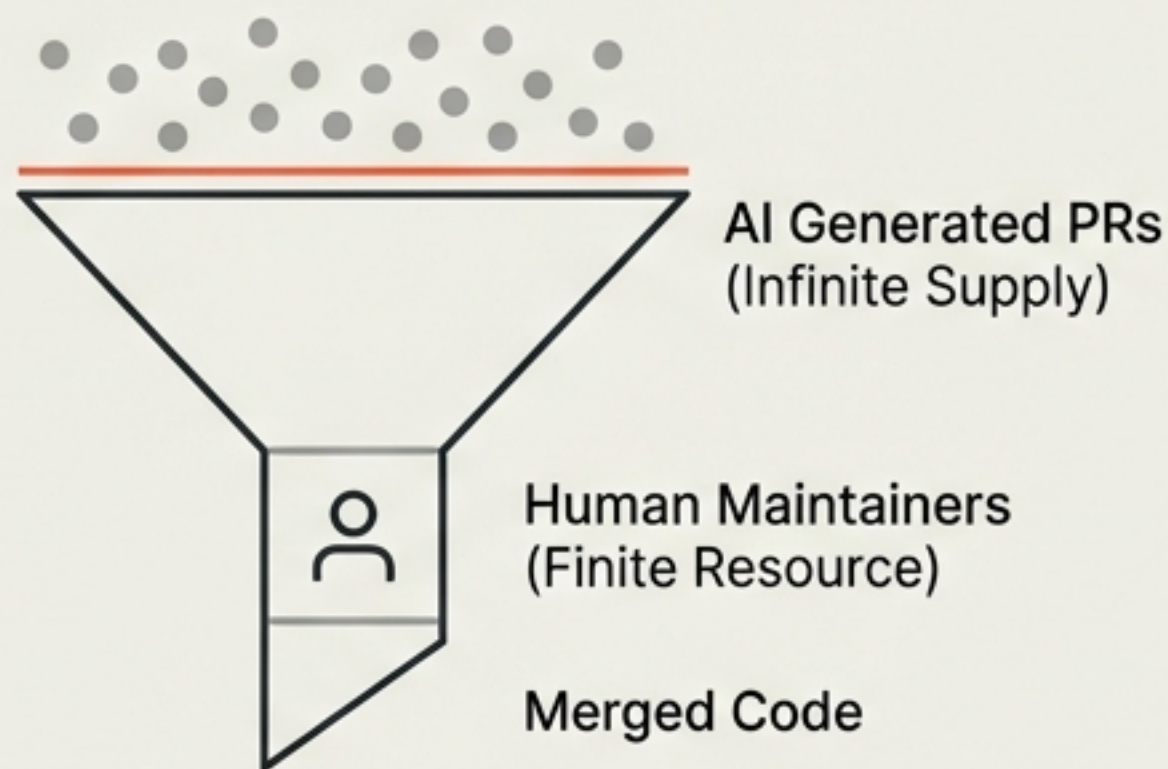 AI Generated PRs
(Infinite Supply)
Human Maintainers
(Finite Resource)
Merged Code